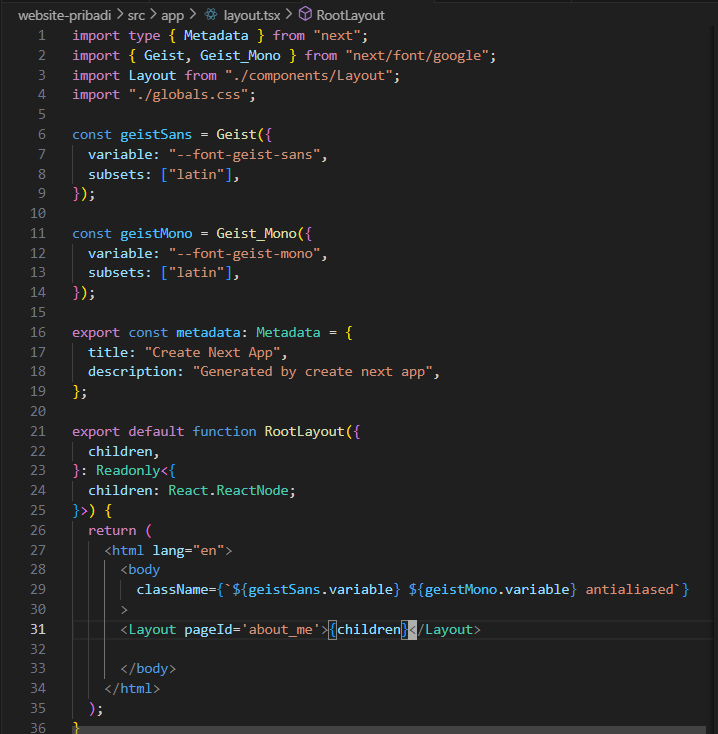 website-pribadi > src > app > layout.tsx > RootLayout
1 import type { Metadata } from "next";
2 import { Geist, Geist_Mono } from "next/font/google";
3 import Layout from "./components/Layout";
4 import "./globals.css";
5
6 const geistSans = Geist({
7   variable: "--font-geist-sans",
8   subsets: ["latin"],
9 });
10
11 const geistMono = Geist_Mono({
12   variable: "--font-geist-mono",
13   subsets: ["latin"],
14 });
15
16 export const metadata: Metadata = {
17   title: "Create Next App",
18   description: "Generated by create next app",
19 };
20
21 export default function RootLayout({
22   children,
23 }: Readonly<{
24   children: React.ReactNode;
25 }>) {
26   return (
27     <html lang="en">
28       <body
29         className={`${geistSans.variable} ${geistMono.variable} antialiased`}
30       >
31       <Layout pageId='about_me'>{children}</Layout>
32
33       </body>
34     </html>
35   );
36 }